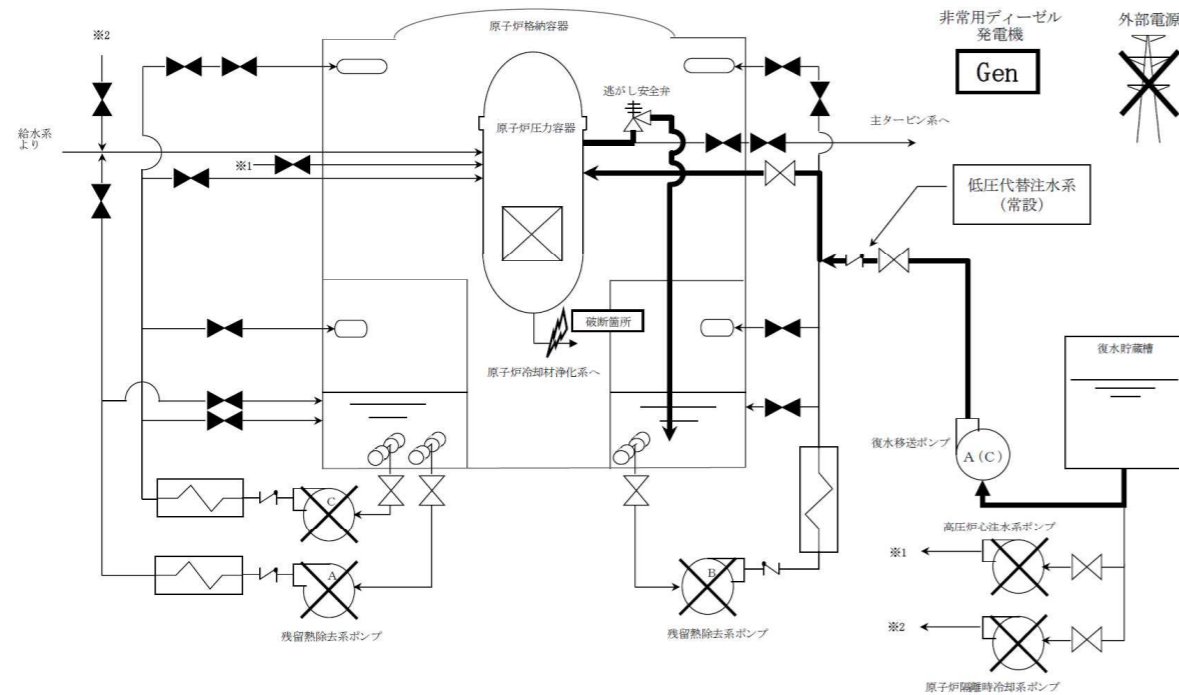 原子炉格納容器
非常用ディーゼル
発電機
Gen
外部電源
※2
逃がし安全弁
給水系
より
原子炉圧力容器
主タービン系へ
※1
低圧代替注水系
(常設)
破断箇所
原子炉冷却材浄化系へ
復水貯蔵槽
復水移送ポンプ
A(C)
C
高圧炉心注水系ポンプ
※1
A
B
残留熱除去系ポンプ
残留熱除去系ポンプ
※2
原子炉隔離時冷却系ポンプ